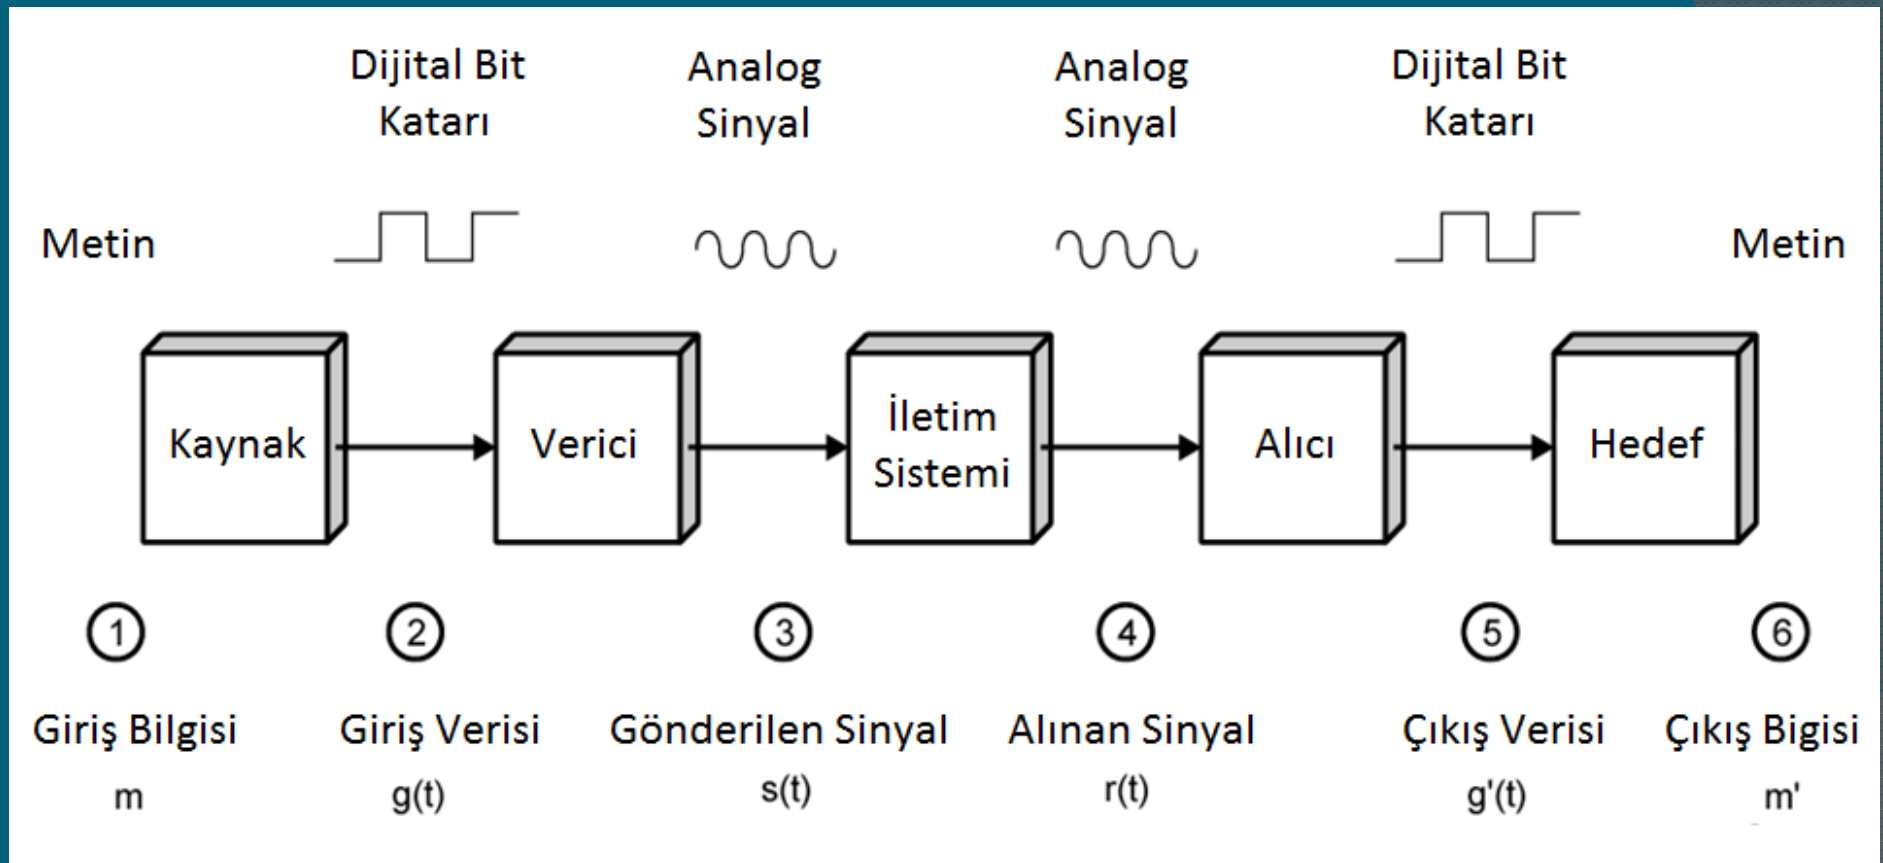 Dijital Bit
Katarı
Analog
Sinyal
Analog
Sinyal
Dijital Bit
Katarı
Metin
Metin
Kaynak
Verici
İletim
Sistemi
Alıcı
Hedef
1
2
3
4
5
6
Giriş Bilgisi
Giriş Verisi
Gönderilen Sinyal
Alınan Sinyal
Çıkış Verisi
Çıkış Bigisi
m
g(t)
s(t)
r(t)
g'(t)
m'